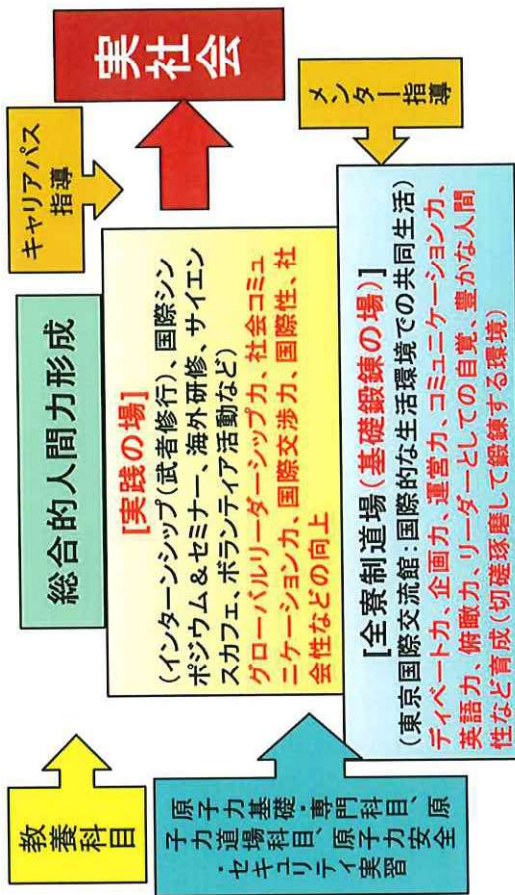 教養
科目
原子力基礎・専門科目、原
子力道場科目、原子力安全
・セキュリティ実習
総合的人間力形成
キャリアパス
指導
[実践の場]
(インターンシップ(武者修行)、国際シン
ポジウム&セミナー、海外研修、サイエン
スカフェ、ボランティア活動など)
グローバルリーダーシップ力、社会コミュ
ニケーション力、国際交渉力、国際性、社
会性などの向上
実社会
[全寮制道場(基礎鍛錬の場)]
(東京国際交流館:国際的な生活環境での共同生活)
ディベート力、企画力、運営力、コミュニケーション力、
英語力、俯瞰力、リーダーとしての自覚、豊かな人間
性など育成(切磋琢磨して鍛錬する環境)
メンター
指導